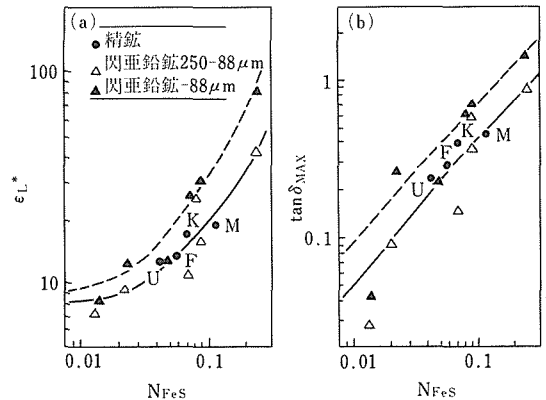 (a)
精鉱
閃亜鉛鉱250-88μm
閃亜鉛鉱-88μm
100
10
εL*
K
M
U
F
0.01
0.1
NFeS
(b)
1
0.1
tanδMAX
K
M
F
U
0.01
0.1
NFeS